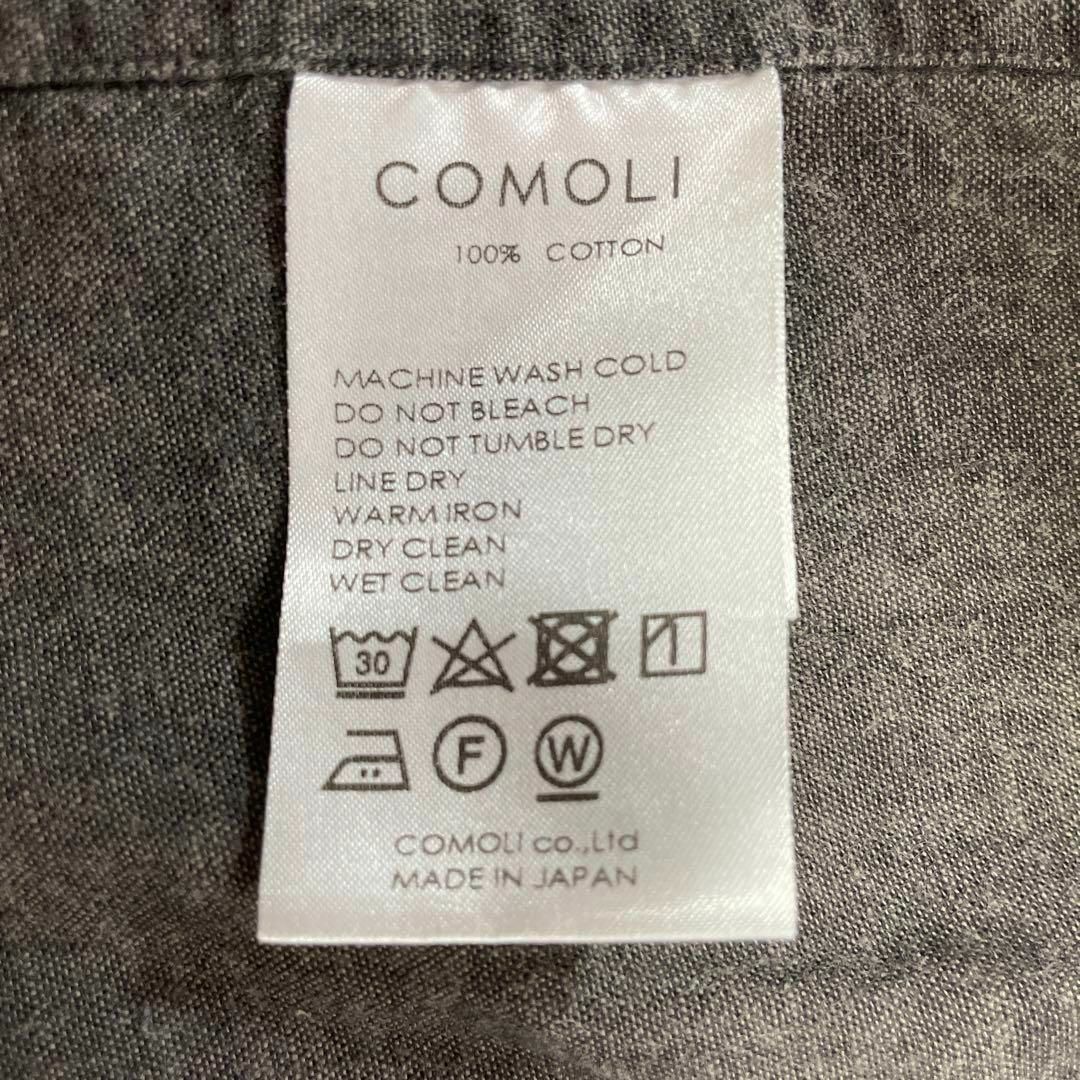 COMOLI
100% COTTON
MACHINE WASH COLD
DO NOT BLEACH
DO NOT TUMBLE DRY
LINE DRY
WARM IRON
DRY CLEAN
WET CLEAN
30
F W
COMOLI co.,Ltd
MADE IN JAPAN